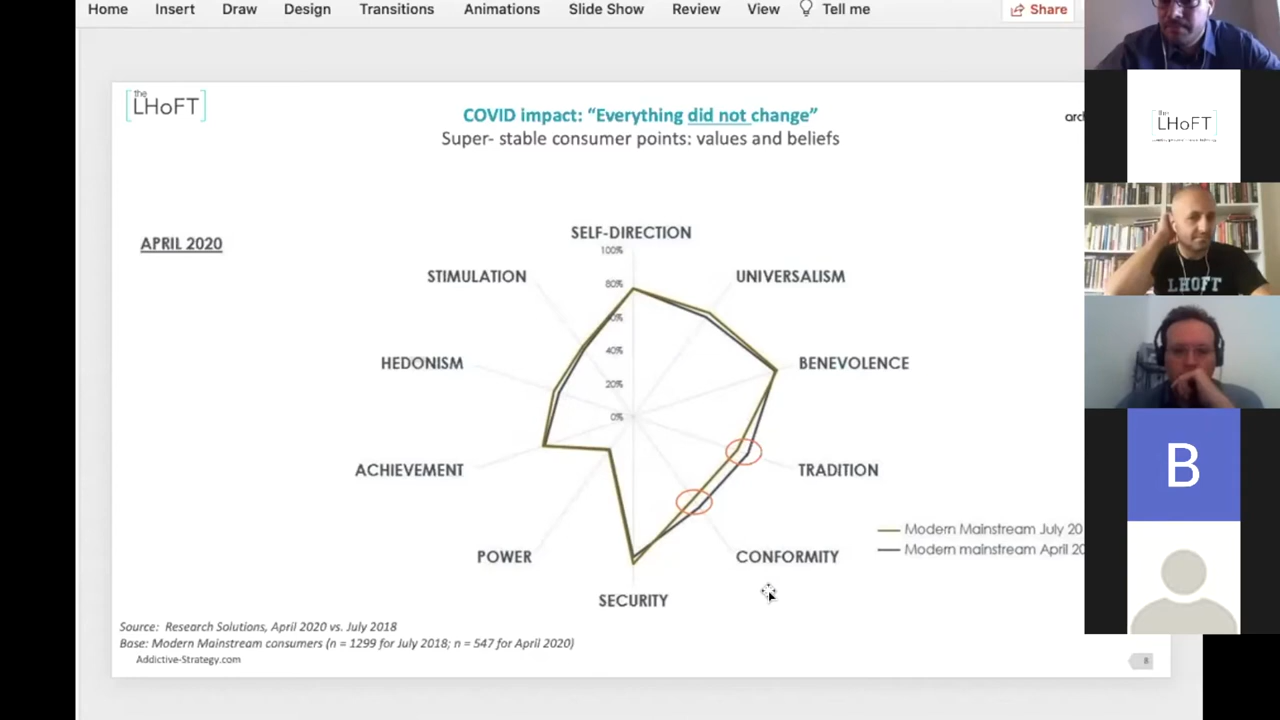 Home Insert Draw Design Transitions Animations Slide Show Review View Tell me Share
the
LHoFT
COVID impact: “Everything did not change”
Super- stable consumer points: values and beliefs
arc
APRIL 2020
SELF-DIRECTION
100%
STIMULATION
UNIVERSALISM
80%
60%
40%
HEDONISM
BENEVOLENCE
20%
0%
ACHIEVEMENT
TRADITION
POWER
CONFORMITY
SECURITY
Modern Mainstream July 20
Modern mainstream April 20
Source: Research Solutions, April 2020 vs. July 2018
Base: Modern Mainstream consumers (n = 1299 for July 2018; n = 547 for April 2020)
Addictive-Strategy.com
8
the
LHoFT
LHOFT
B